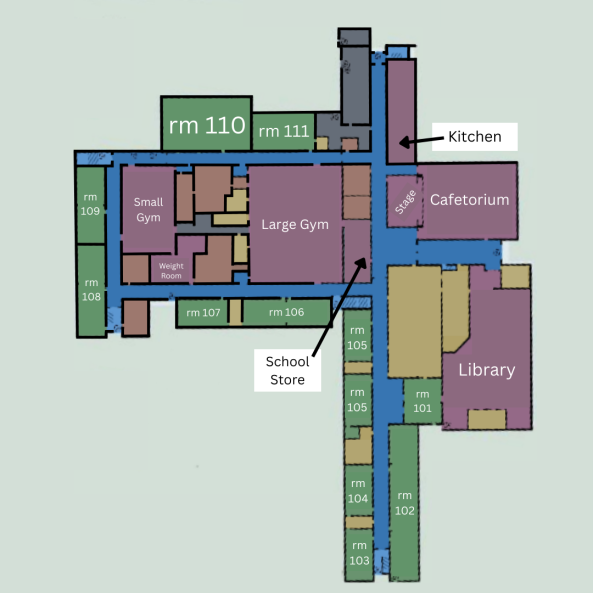 rm 110
rm 111
Kitchen
rm
109
Small
Gym
Large Gym
Stage
Cafetorium
Weight
Room
rm
108
rm 107
rm 106
School
Store
rm
105
Library
rm
105
rm
101
rm
104
rm
102
rm
103